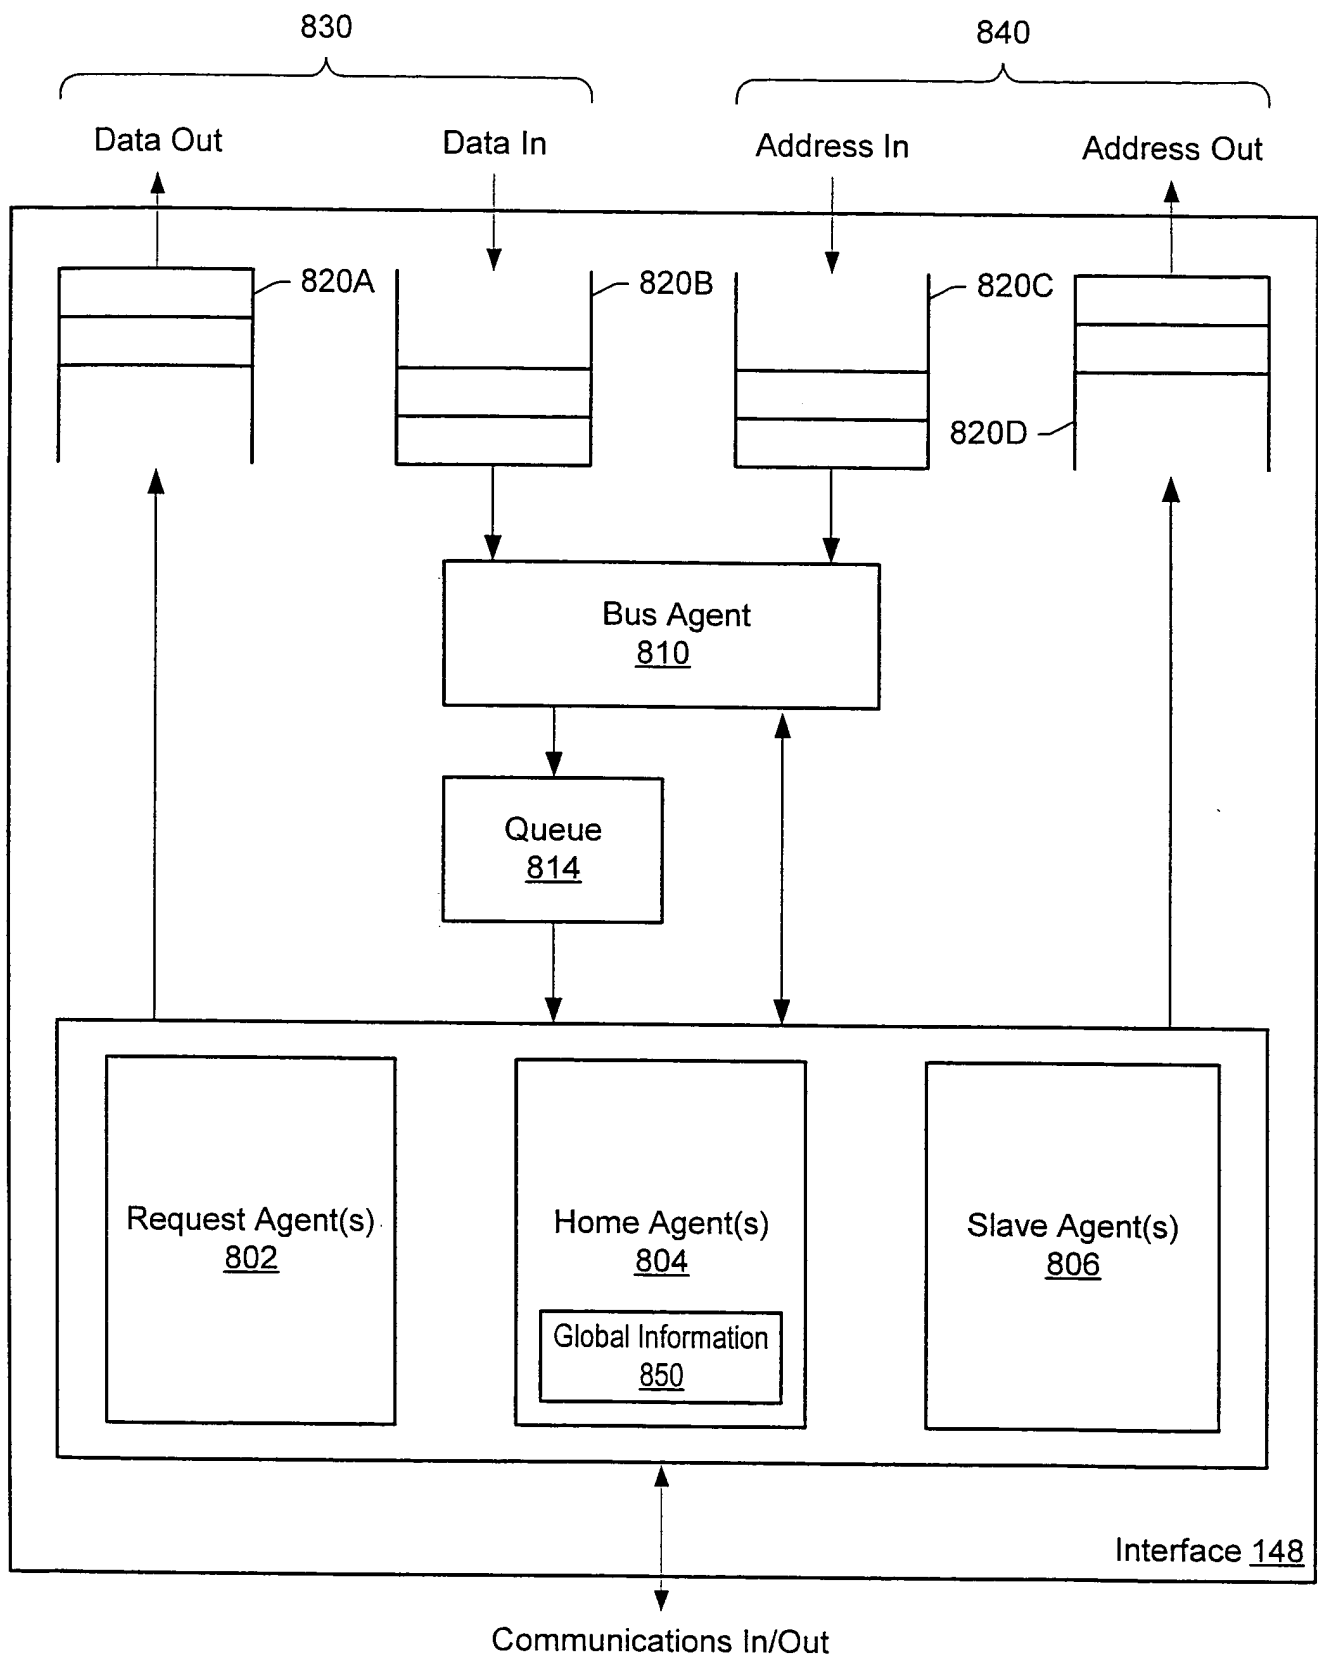 830
840
Data Out
Data In
Address In
Address Out
820A
820B
820C
820D
Bus Agent
810
Queue
814
Request Agent(s)
802
Home Agent(s)
804
Slave Agent(s)
806
Global Information
850
Interface 148
Communications In/Out